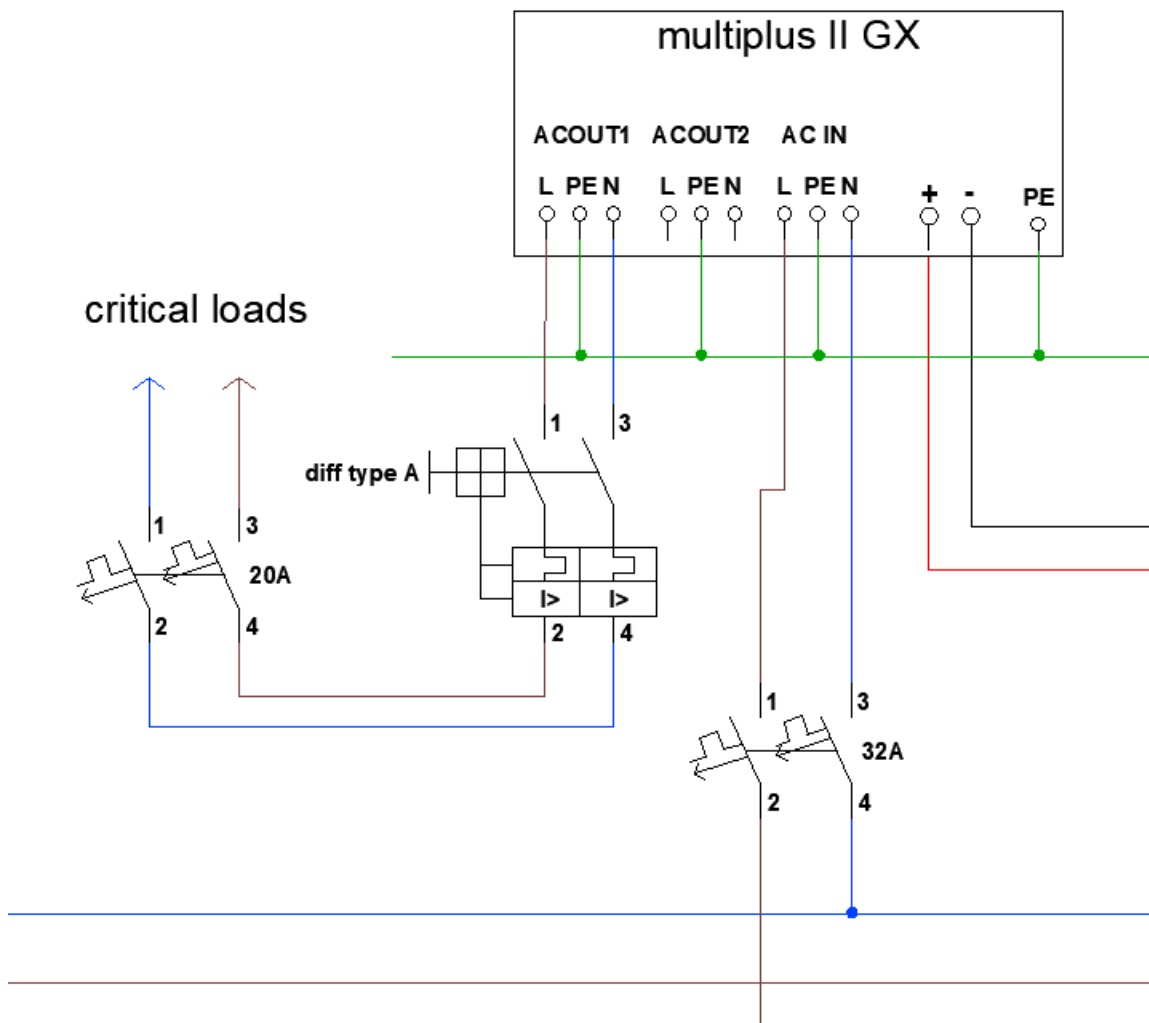 multiplus II GX
ACOUT1 ACOUT2 AC IN
L PE N L PE N L PE N + - PE
critical loads
1 3
diff type A
1 3
20A
I> I>
2 4
2 4
1 3
32A
2 4